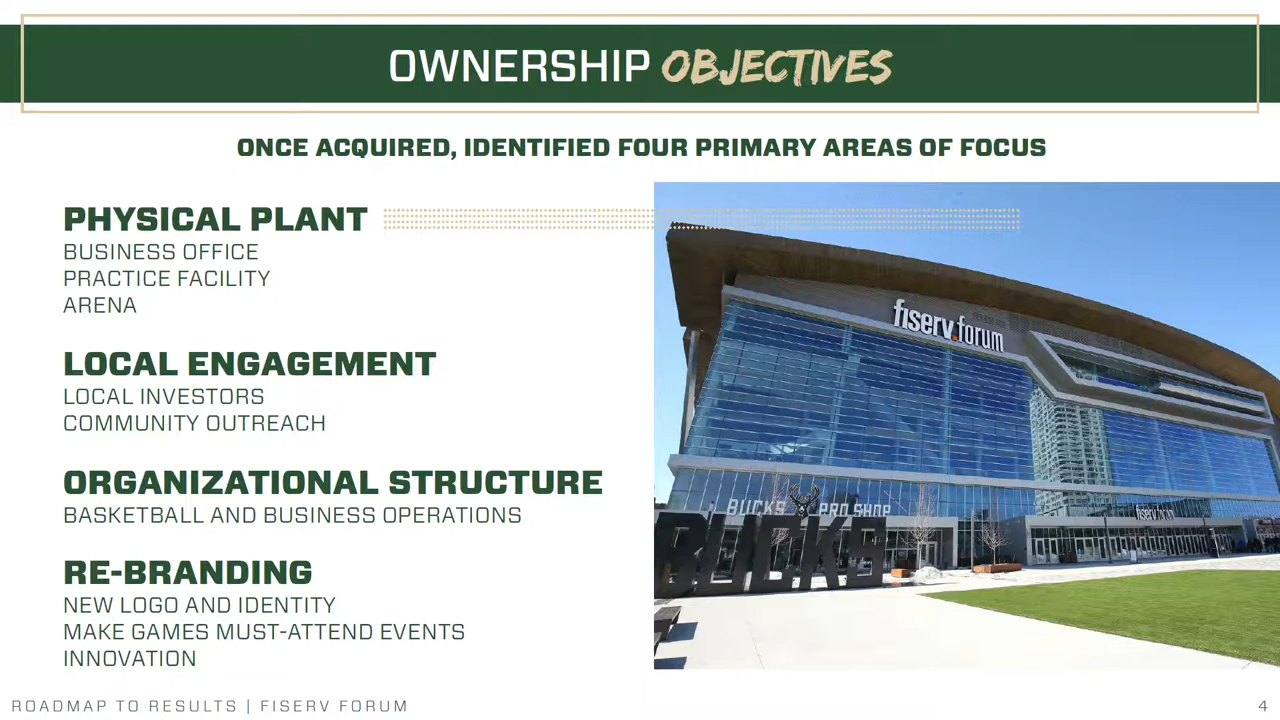 OWNERSHIP OBJECTIVES
ONCE ACQUIRED, IDENTIFIED FOUR PRIMARY AREAS OF FOCUS
PHYSICAL PLANT
BUSINESS OFFICE
PRACTICE FACILITY
ARENA
LOCAL ENGAGEMENT
LOCAL INVESTORS
COMMUNITY OUTREACH
ORGANIZATIONAL STRUCTURE
BASKETBALL AND BUSINESS OPERATIONS
RE-BRANDING
NEW LOGO AND IDENTITY
MAKE GAMES MUST-ATTEND EVENTS
INNOVATION
fiserv.forum
BUCKS PRO SHOP
fiserv.forum
BUCKS
ROADMAP TO RESULTS | FISERV FORUM
4